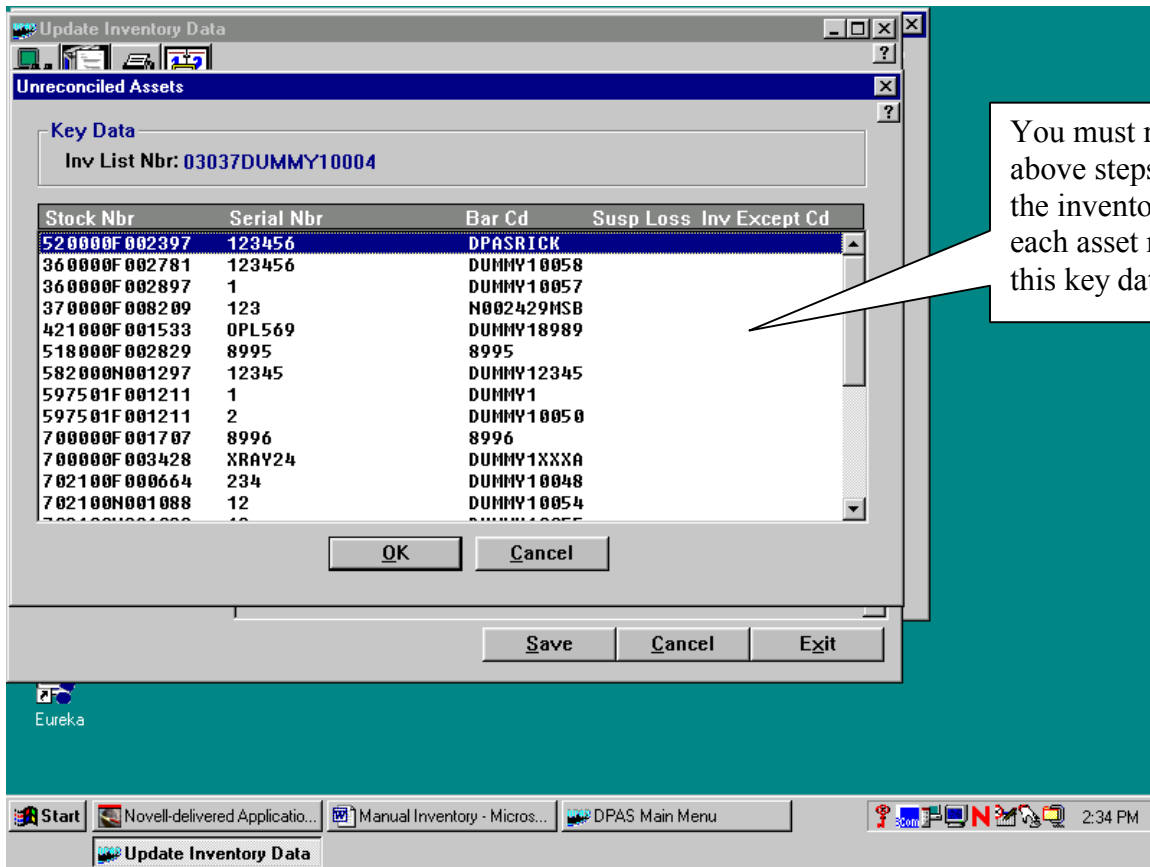 Update Inventory Data
Unreconciled Assets
Key Data
Inv List Nbr: 03037DUMMY10004
Stock Nbr Serial Nbr Bar Cd Susp Loss Inv Except Cd
520000F002397 123456 DPASRICK
360000F002781 123456 DUMMY10058
360000F002897 1 DUMMY10057
370000F008209 123 N002429MSB
421000F001533 OPL569 DUMMY18989
518000F002829 8995 8995
582000N001297 12345 DUMMY12345
597501F001211 1 DUMMY1
597501F001211 2 DUMMY10050
700000F001707 8996 8996
700000F003428 XRAY24 DUMMY1XXXA
702100F000664 234 DUMMY10048
702100N001088 12 DUMMY10054
OK Cancel
Save Cancel Exit
You must
above steps
the
each asset
this key
Eureka
Start Novell-delivered Applicatio... Manual Inventory - Micros... DPAS Main Menu 3Com N 2:34 PM
Update Inventory Data